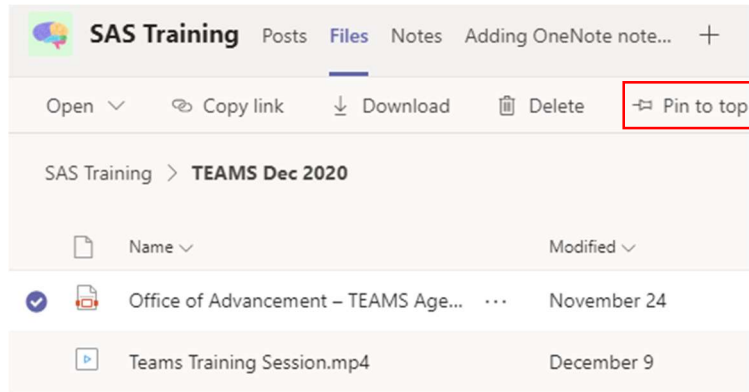 SAS Training Posts Files Notes Adding OneNote note... +
Open Copy link Download Delete Pin to top
SAS Training > TEAMS Dec 2020
Name Modified
Office of Advancement – TEAMS Age... ... November 24
Teams Training Session.mp4 December 9